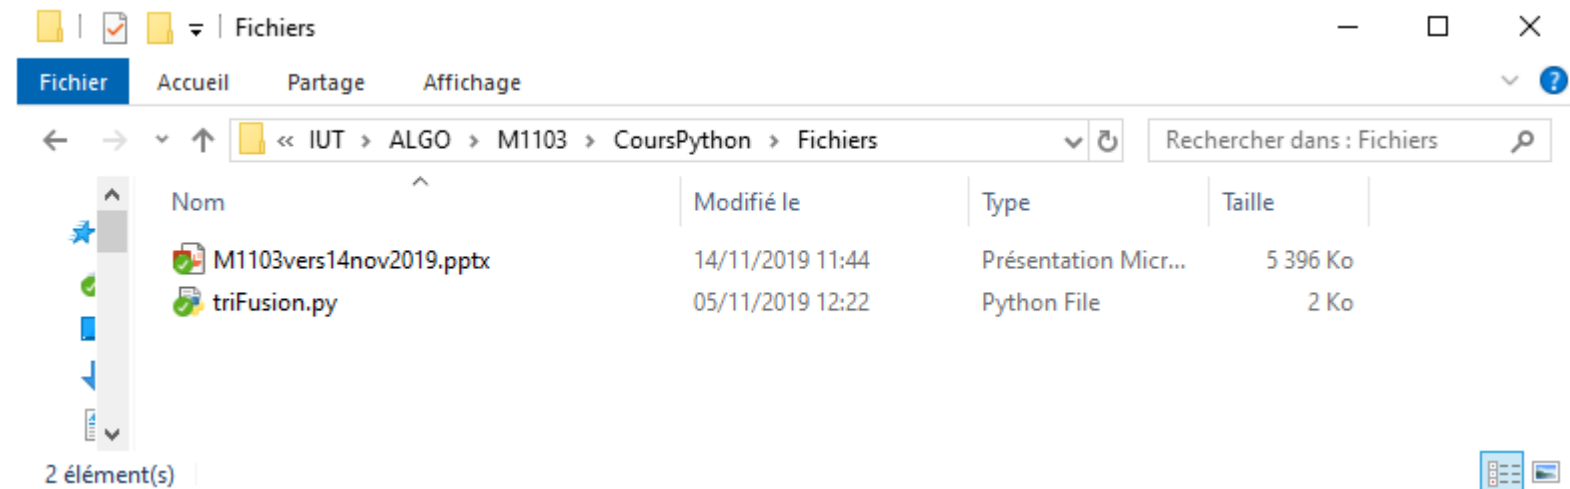 Fichiers
Fichier Accueil Partage Affichage
« IUT > ALGO > M1103 > CoursPython > Fichiers Rechercher dans : Fichiers
Nom Modifié le Type Taille
M1103vers14nov2019.pptx 14/11/2019 11:44 Présentation Micr... 5 396 Ko
triFusion.py 05/11/2019 12:22 Python File 2 Ko
2 élément(s)